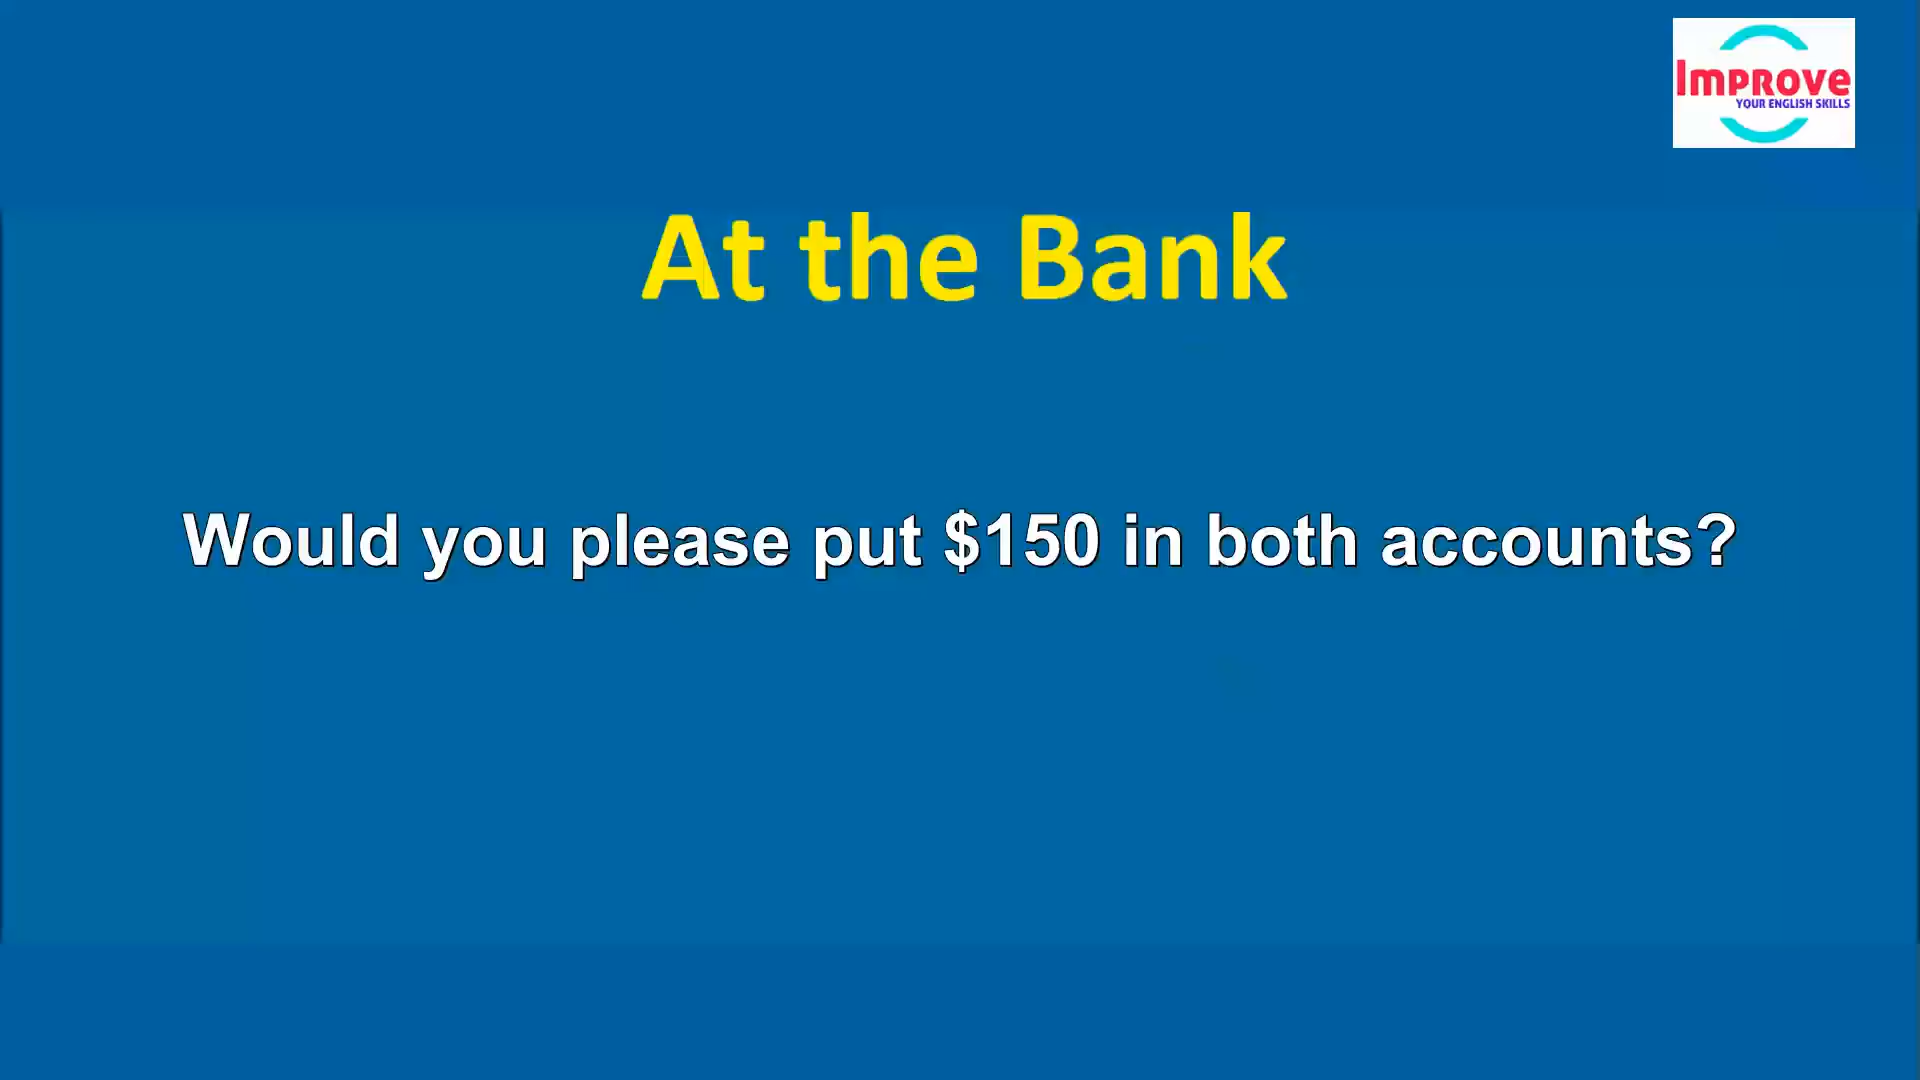 Improve
YOUR ENGLISH SKILLS
At the Bank
Would you please put $150 in both accounts?